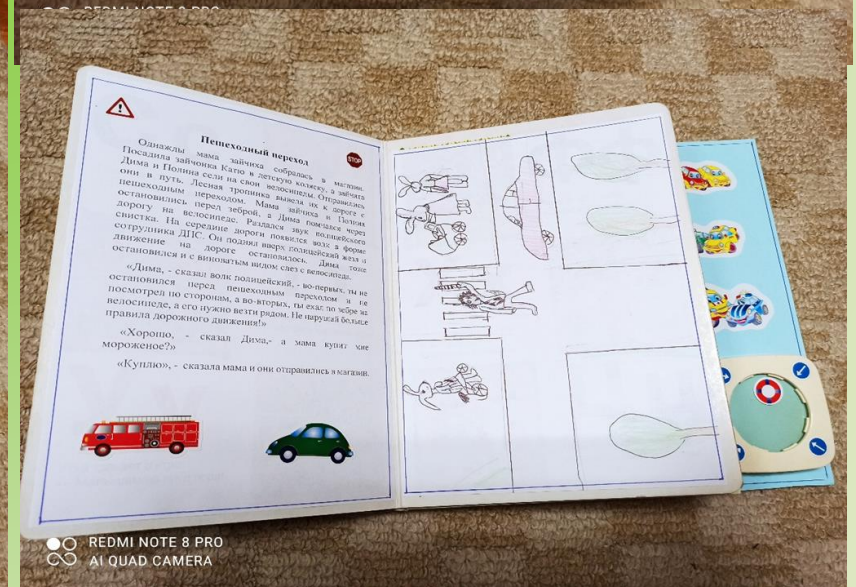 REDMI NOTE 8 PRO
Пешеходный переход
STOP
Однажды мама зайчиха собралась в магазин.
Посадила зайчонка Катю в детскую коляску, а зайчата
Дима и Полина сели на свои велосипеды. Отправились
они в путь. Лесная тропинка вывела их к дороге с
пешеходным переходом. Мама зайчиха и Полина
остановились перед зеброй, а Дима помчался через
дорогу на велосипеде. Раздался звук полицейского
свистка. На середине дороги появился волк в форме
сотрудника ДПС. Он поднял вверх полицейский жезл и
движение на дороге остановилось. Дима тоже
остановился и с виноватым видом слез с велосипеда.
«Дима, - сказал волк полицейский, - во-первых, ты не
остановился перед пешеходным переходом и не
посмотрел по сторонам, а во-вторых, ты ехал по зебре на
велосипеде, а его нужно везти рядом. Не нарушай больше
правила дорожного движения!»
«Хорошо, - сказал Дима,- а мама купит мне
мороженое?»
«Куплю», - сказала мама и они отправились в магазин.
REDMI NOTE 8 PRO
AI QUAD CAMERA